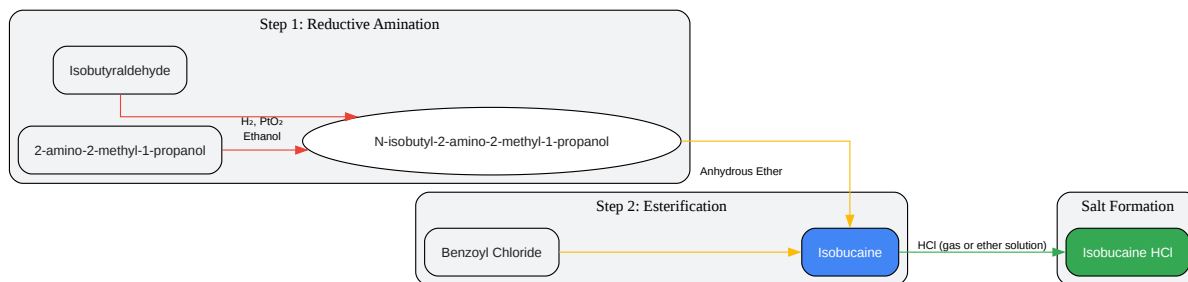 Step 1: Reductive Amination
Isobutyraldehyde
H₂, PtO₂
Ethanol
2-amino-2-methyl-1-propanol
N-isobutyl-2-amino-2-methyl-1-propanol
Anhydrous Ether
Step 2: Esterification
Benzoyl Chloride
Isobucaine
HCl (gas or ether solution)
Salt Formation
Isobucaine HCl